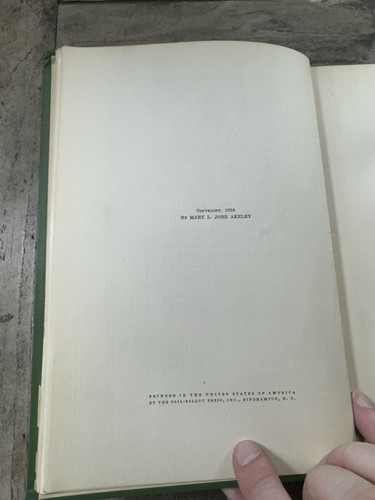 Copyright, 1929
By MARY L. JOBE AKELEY
PRINTED IN THE UNITED STATES OF AMERICA
BY THE VAIL-BALLOU PRESS, INC., BINGHAMTON, N. Y.